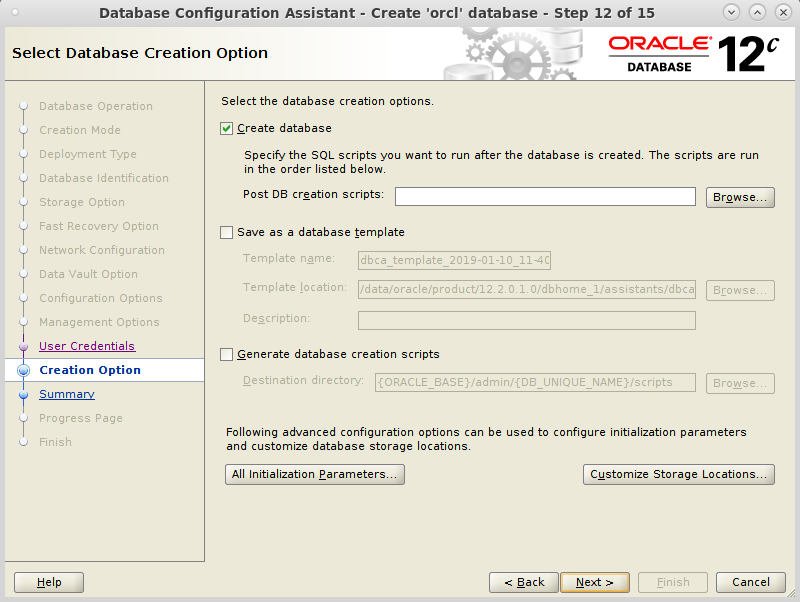 Database Configuration Assistant - Create 'orcl' database - Step 12 of 15
Select Database Creation Option
ORACLE®
DATABASE
12c
Database Operation
Creation Mode
Deployment Type
Database Identification
Storage Option
Fast Recovery Option
Network Configuration
Data Vault Option
Configuration Options
Management Options
User Credentials
Creation Option
Summary
Progress Page
Finish
Select the database creation options.
Create database
Specify the SQL scripts you want to run after the database is created. The scripts are run
in the order listed below.
Post DB creation scripts:
Browse...
Save as a database template
Template name: dbca_template_2019-01-10_11-40
Template location: /data/oracle/product/12.2.0.1.0/dbhome_1/assistants/dbca Browse...
Description:
Generate database creation scripts
Destination directory: {ORACLE_BASE}/admin/{DB_UNIQUE_NAME}/scripts Browse...
Following advanced configuration options can be used to configure initialization parameters
and customize database storage locations.
All Initialization Parameters... Customize Storage Locations...
Help < Back Next > Finish Cancel